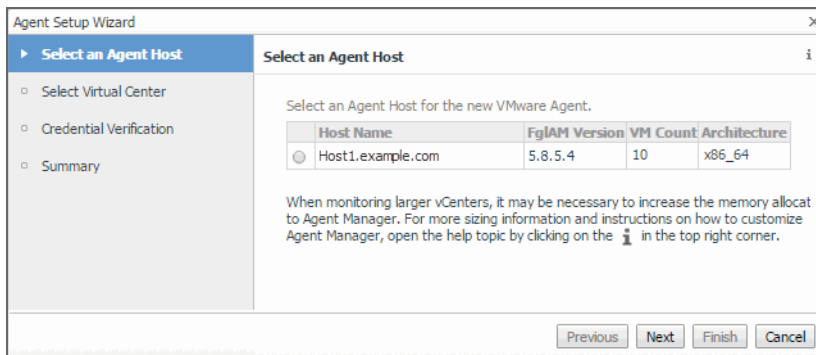 Agent Setup Wizard
Select an Agent Host
Select Virtual Center
Credential Verification
Summary
Select an Agent Host
Select an Agent Host for the new VMware Agent.
Host Name FglAM Version VM Count Architecture
Host1.example.com 5.8.5.4 10 x86_64
When monitoring larger vCenters, it may be necessary to increase the memory allocat
to Agent Manager. For more sizing information and instructions on how to customize
Agent Manager, open the help topic by clicking on the i in the top right corner.
Previous Next Finish Cancel